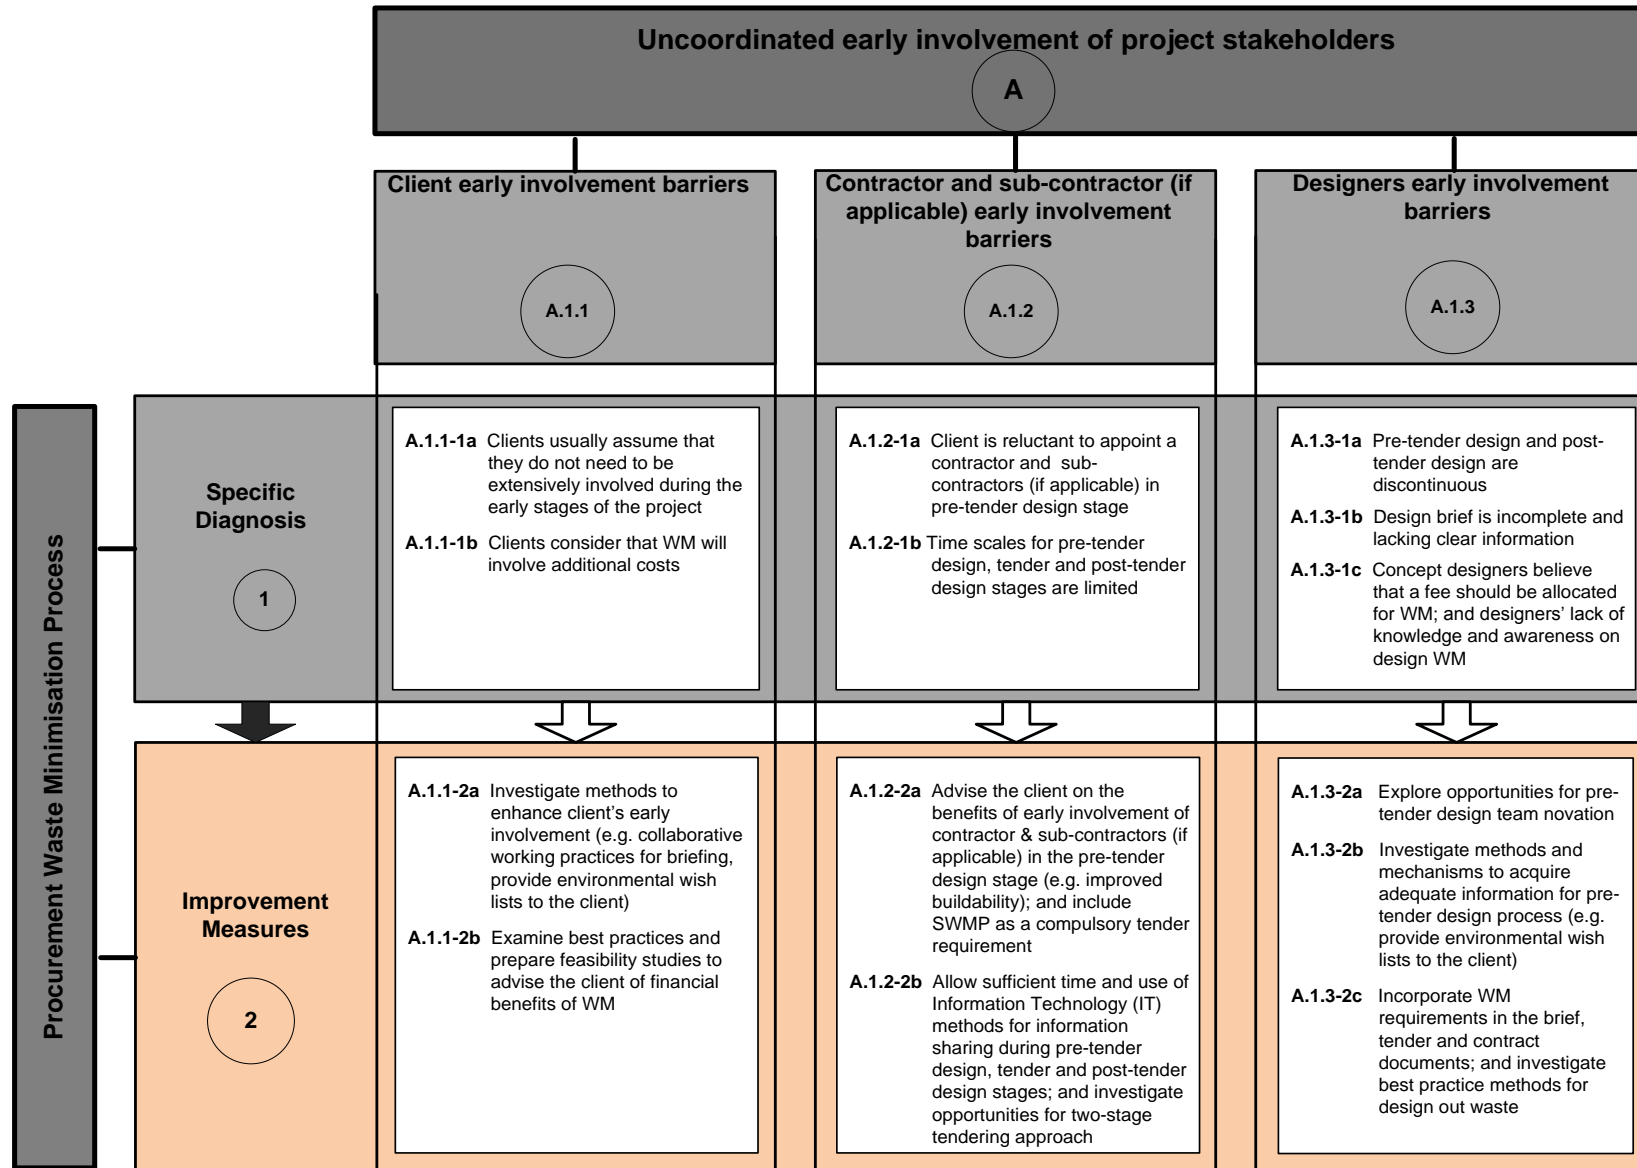 Uncoordinated early involvement of project stakeholders
A
Client early involvement barriers
A.1.1
Contractor and sub-contractor (if
applicable) early involvement
barriers
A.1.2
Designers early involvement
barriers
A.1.3
Procurement Waste Minimisation Process
Specific
Diagnosis
1
A.1.1-1a Clients usually assume that
they do not need to be
extensively involved during the
early stages of the project
A.1.1-1b Clients consider that WM will
involve additional costs
A.1.2-1a Client is reluctant to appoint a
contractor and sub-
contractors (if applicable) in
pre-tender design stage
A.1.2-1b Time scales for pre-tender
design, tender and post-tender
design stages are limited
A.1.3-1a Pre-tender design and post-
tender design are
discontinuous
A.1.3-1b Design brief is incomplete and
lacking clear information
A.1.3-1c Concept designers believe
that a fee should be allocated
for WM; and designers’ lack of
knowledge and awareness on
design WM
Improvement
Measures
2
A.1.1-2a Investigate methods to
enhance client’s early
involvement (e.g. collaborative
working practices for briefing,
provide environmental wish
lists to the client)
A.1.1-2b Examine best practices and
prepare feasibility studies to
advise the client of financial
benefits of WM
A.1.2-2a Advise the client on the
benefits of early involvement of
contractor & sub-contractors (if
applicable) in the pre-tender
design stage (e.g. improved
buildability); and include
SWMP as a compulsory tender
requirement
A.1.2-2b Allow sufficient time and use of
Information Technology (IT)
methods for information
sharing during pre-tender
design, tender and post-tender
design stages; and investigate
opportunities for two-stage
tendering approach
A.1.3-2a Explore opportunities for pre-
tender design team novation
A.1.3-2b Investigate methods and
mechanisms to acquire
adequate information for pre-
tender design process (e.g.
provide environmental wish
lists to the client)
A.1.3-2c Incorporate WM
requirements in the brief,
tender and contract
documents; and investigate
best practice methods for
design out waste